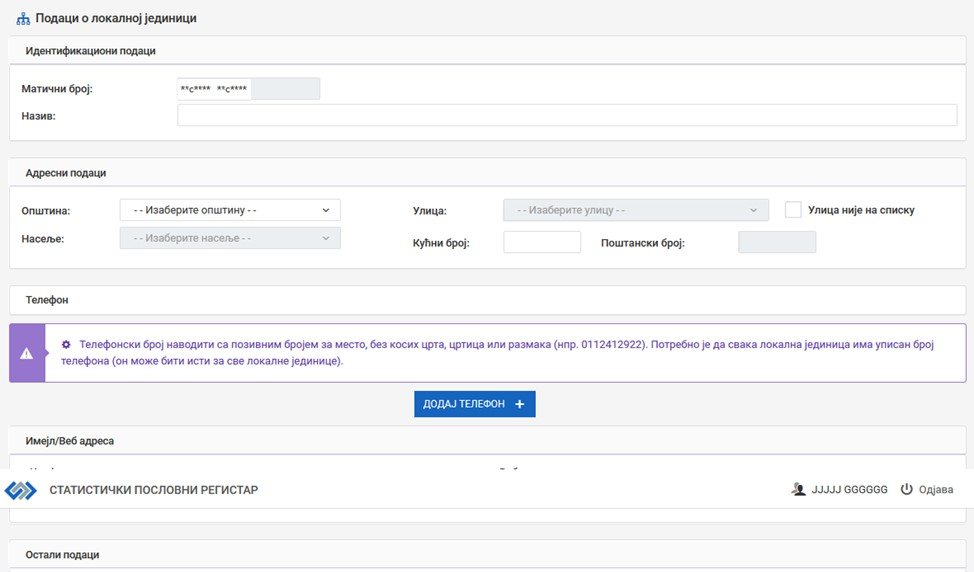 Подаци о локалној јединици
Идентификациони подаци
Матични број: **c**** **c****
Назив:
Адресни подаци
Општина: - - Изаберите општину - - Улица: - - Изаберите улицу - - Улица није на списку
Насеље: - - Изаберите насеље - - Кућни број: Поштански број:
Телефон
Телефонски број наводити са позивним бројем за место, без косих црта, цртица или размака (нпр. 0112412922). Потребно је да свака локална јединица има уписан број
телефона (он може бити исти за све локалне јединице).
ДОДАЈ ТЕЛЕФОН +
Имејл/Веб адреса
СТАТИСТИЧКИ ПОСЛОВНИ РЕГИСТАР JJJJJ GGGGGG Одјава
Остали подаци